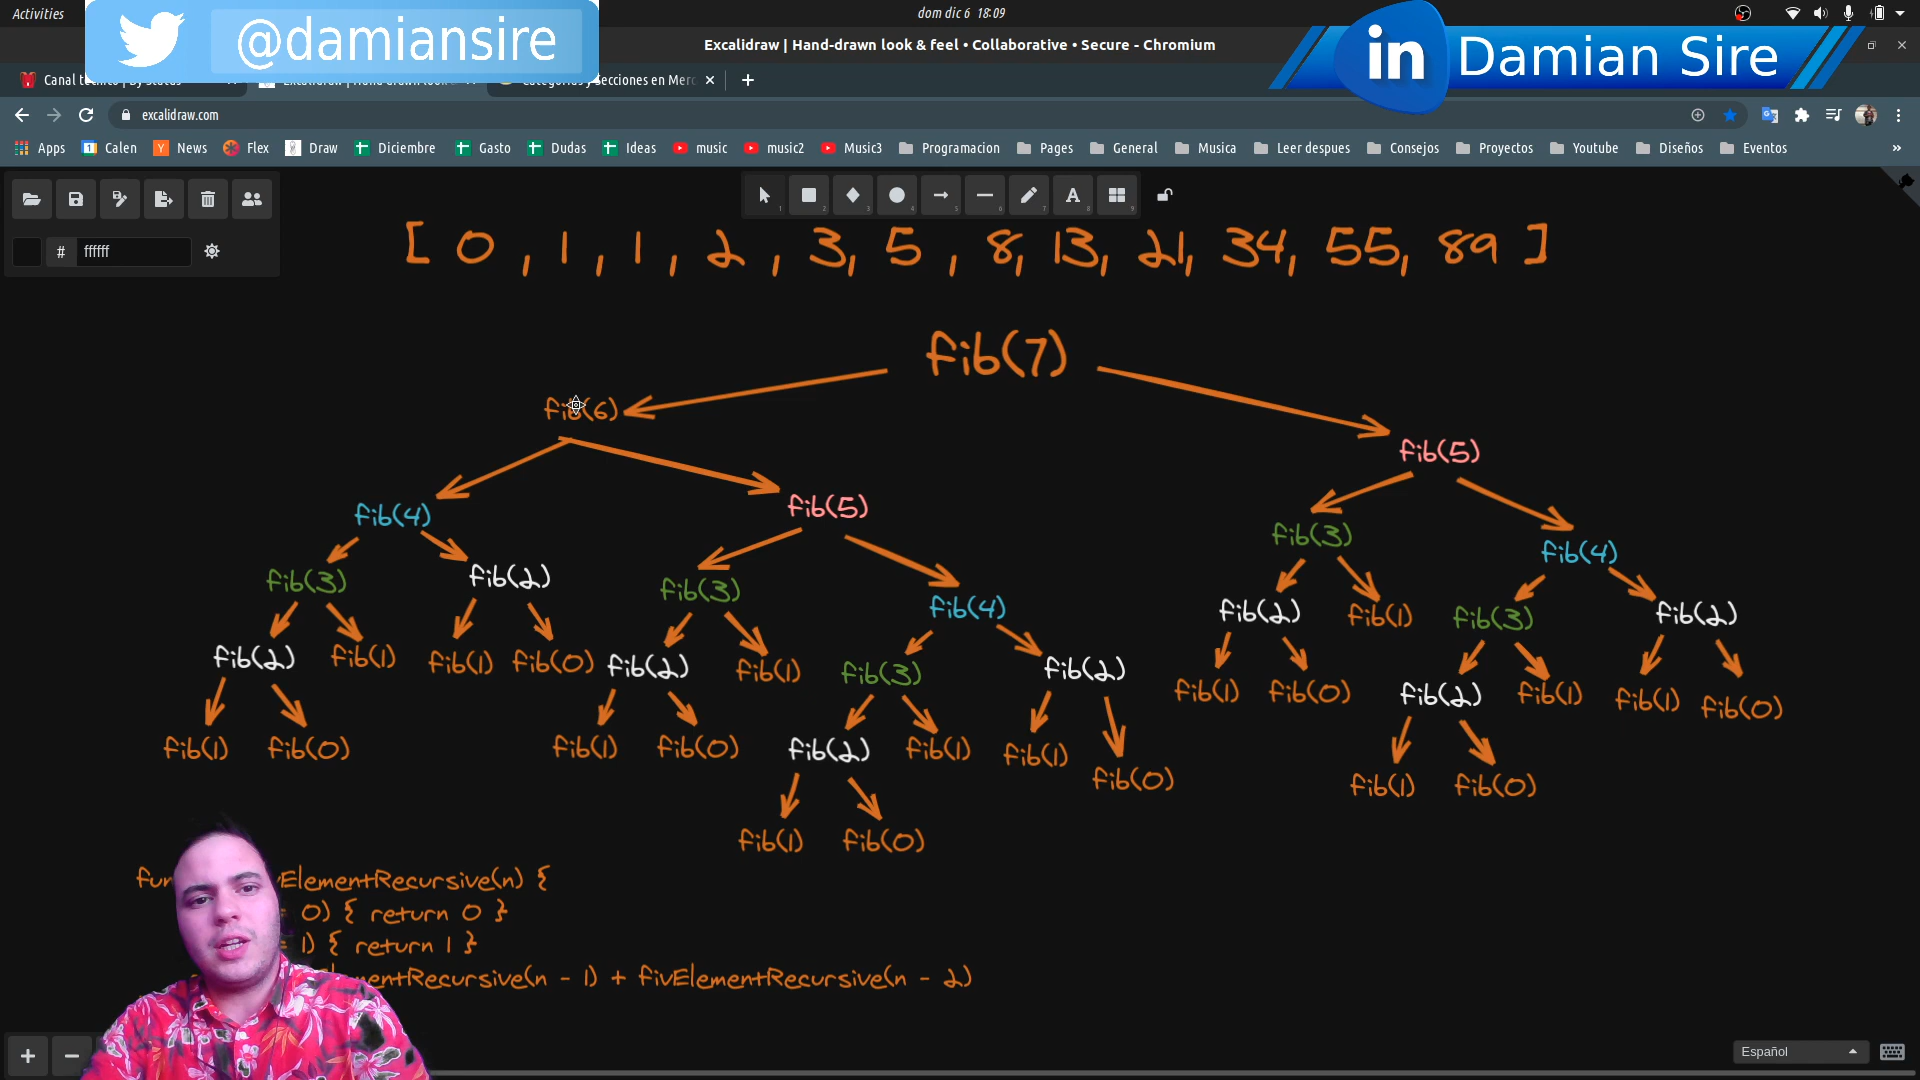 Activities
dom dic 6 18:09
@damiansire
Excalidraw | Hand-drawn look & feel • Collaborative • Secure - Chromium
in Damian Sire
excalidraw.com
Apps Calen News Flex Draw Diciembre Gasto Dudas Ideas music music2 Music3 Programacion Pages General Musica Leer despues Consejos Proyectos Youtube Diseños Eventos »
# ffffff
[ 0 , 1 , 1 , 2 , 3, 5 , 8, 13, 21, 34, 55, 89 ]
fib(7)
fib(6)
fib(5)
fib(4) fib(5)
fib(3) fib(4)
fib(3) fib(2) fib(3) fib(4)
fib(2) fib(1) fib(3) fib(2)
fib(2) fib(1) fib(1) fib(0) fib(2) fib(1) fib(3) fib(2)
fib(1) fib(0) fib(2) fib(1) fib(1) fib(0)
fib(1) fib(0) fib(1) fib(0) fib(2) fib(1) fib(1) fib(0)
fib(1) fib(0)
fib(1) fib(0)
ElementRecursive(n) {
0) { return 0 }
1) { return 1 }
ementRecursive(n - 1) + fivElementRecursive(n - 2)
Español